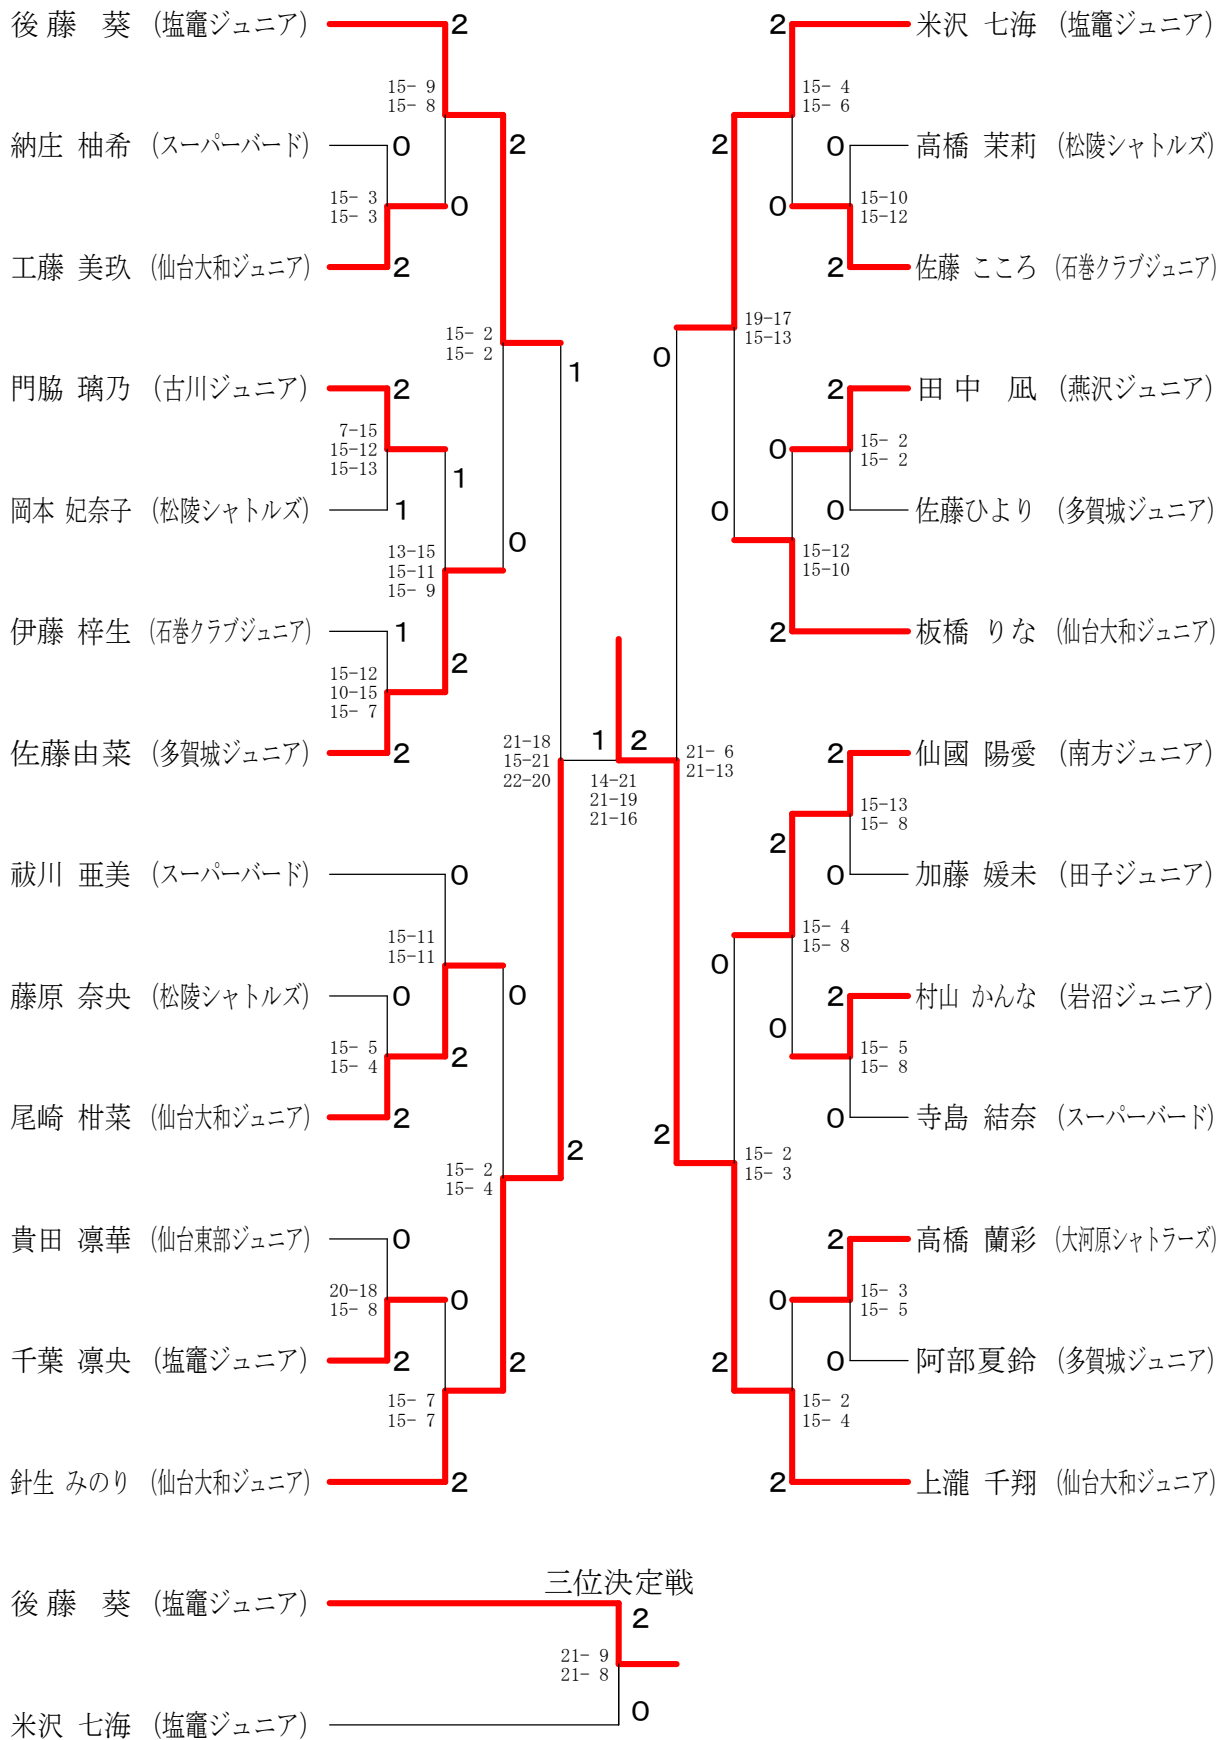 後藤 葵 (塩竈ジュニア) 2
15- 9
15- 8
納庄 柚希 (スーパーバード) 0
2
15- 3
15- 3
0
工藤 美玖 (仙台大和ジュニア) 2
15- 2
15- 2
1
門脇 璃乃 (古川ジュニア) 2
7-15
15-12
15-13
1
岡本 妃奈子 (松陵シャトルズ) 1
0
13-15
15-11
15- 9
伊藤 梓生 (石巻クラブジュニア) 1
2
15-12
10-15
15- 7
佐藤由菜 (多賀城ジュニア) 2
21-18
15-21
22-20
祓川 亜美 (スーパーバード) 0
15-11
15-11
藤原 奈央 (松陵シャトルズ) 0
0
15- 5
15- 4
2
尾崎 柑菜 (仙台大和ジュニア) 2
2
15- 2
15- 4
貴田 凛華 (仙台東部ジュニア) 0
20-18
15- 8
0
千葉 凛央 (塩竈ジュニア) 2
2
15- 7
15- 7
針生 みのり (仙台大和ジュニア) 2
1 2
14-21
21-19
21-16
2 米沢 七海 (塩竈ジュニア)
15- 4
15- 6
0 高橋 茉莉 (松陵シャトルズ)
2
15-10
15-12
0
2 佐藤 こころ (石巻クラブジュニア)
19-17
15-13
0
2 田中 凪 (燕沢ジュニア)
15- 2
15- 2
0
0 佐藤ひより (多賀城ジュニア)
0
15-12
15-10
2 板橋 りな (仙台大和ジュニア)
21- 6
21-13
2 仙國 陽愛 (南方ジュニア)
15-13
15- 8
2
0 加藤 媛未 (田子ジュニア)
15- 4
15- 8
0
2 村山 かんな (岩沼ジュニア)
0
15- 5
15- 8
0 寺島 結奈 (スーパーバード)
2
15- 2
15- 3
2 高橋 蘭彩 (大河原シャトラーズ)
15- 3
15- 5
0
0 阿部夏鈴 (多賀城ジュニア)
2
15- 2
15- 4
2 上瀧 千翔 (仙台大和ジュニア)
三位決定戦
後藤 葵 (塩竈ジュニア)
2
21- 9
21- 8
0
米沢 七海 (塩竈ジュニア)